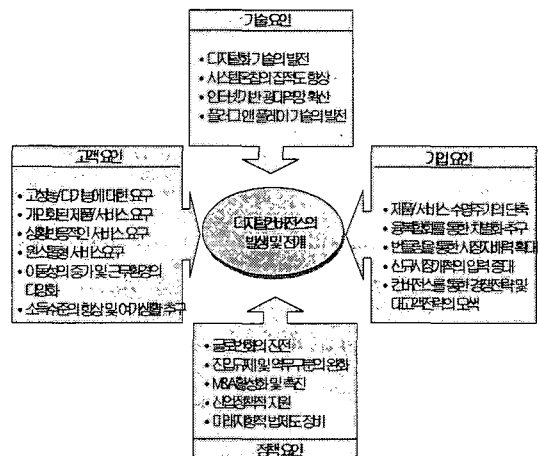 기술요인
• 디지털화 기술의 발전
• 시스템온칩의 집적도 향상
• 인터넷기반 광대역망 확산
• 플러그앤플레이 기술의 발전
고객요인
• 고성능/다기능에 대한 요구
• 개인화된 제품/서비스 요구
• 상황반응적인 서비스 요구
• 원스톱형 서비스 요구
• 이동성의 증가 및 근무환경의
다양화
• 소득수준의 향상 및 여가생활 추구
디지털컨버전스의
발생 및 전개
기업요인
• 제품/서비스 수명주기의 단축
• 융복합화를 통한 차별화 추구
• 번들링을 통한 시장지배력 확대
• 신규시장개척의 압력 증대
• 컨버전스를 통한 경쟁전략 및
대고객전략의 모색
• 글로벌화의 진전
• 진입규제 및 역무구분의 완화
• M&A활성화 및 촉진
• 산업정책적 지원
• 미래지향적 법제도 정비
정책요인